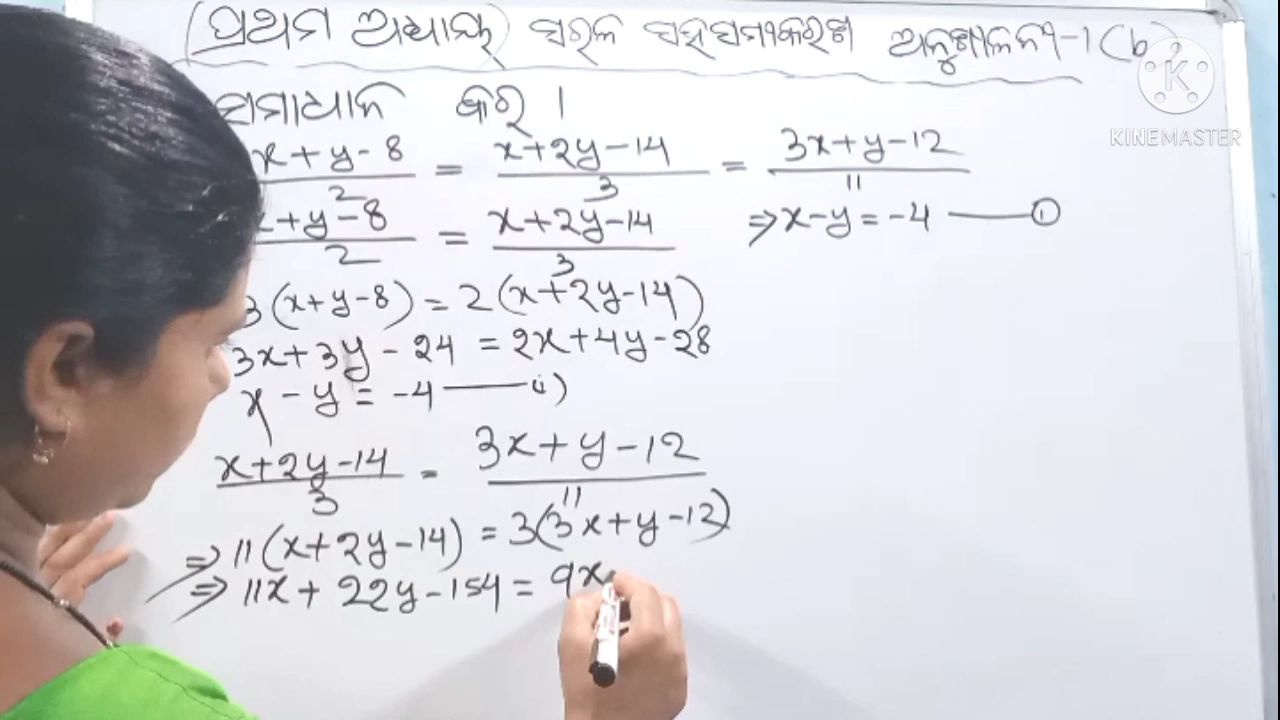 (ପ୍ରଥମ ଅଧ୍ୟାୟ) ସରଳ ସହସମୀକରଣ ଅନୁଶୀଳନୀ-1(b)
ସମାଧାନ କର ।
x+y-8/2 = x+2y-14/3 = 3x+y-12/11
+y-8/2 = x+2y-14/3 ⇒x-y=-4 ——①
3(x+y-8)=2(x+2y-14)
3x+3y-24=2x+4y-28
x-y=-4 ——i)
x+2y-14/3 = 3x+y-12/11
⇒11(x+2y-14)=3(3x+y-12)
⇒11x+22y-154=9x
KINEMASTER